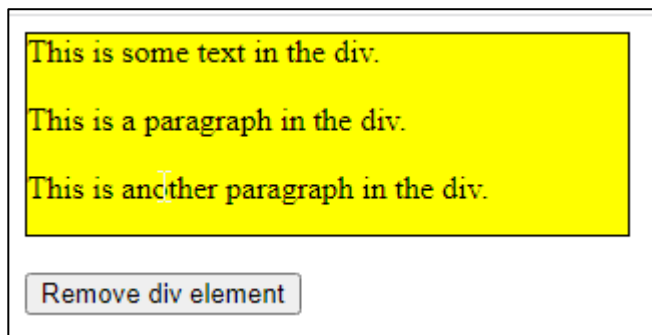 This is some text in the div.
This is a paragraph in the div.
This is another paragraph in the div.
Remove div element